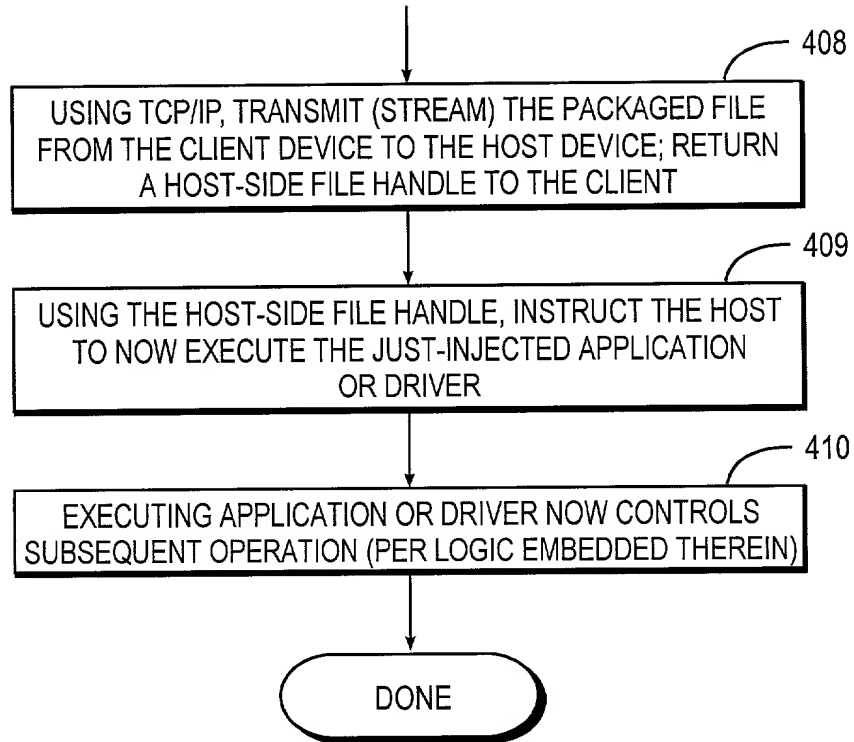 408
USING TCP/IP, TRANSMIT (STREAM) THE PACKAGED FILE
FROM THE CLIENT DEVICE TO THE HOST DEVICE; RETURN
A HOST-SIDE FILE HANDLE TO THE CLIENT
409
USING THE HOST-SIDE FILE HANDLE, INSTRUCT THE HOST
TO NOW EXECUTE THE JUST-INJECTED APPLICATION
OR DRIVER
410
EXECUTING APPLICATION OR DRIVER NOW CONTROLS
SUBSEQUENT OPERATION (PER LOGIC EMBEDDED THEREIN)
DONE